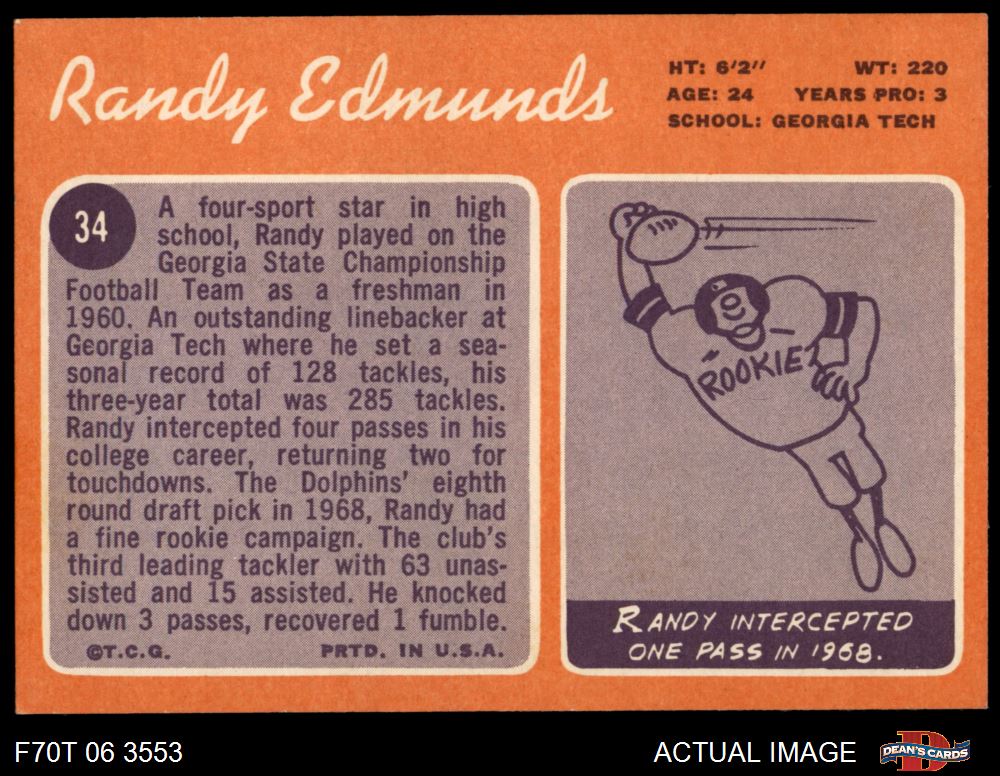 Randy Edmunds
HT: 6'2" WT: 220
AGE: 24 YEARS PRO: 3
SCHOOL: GEORGIA TECH
34
A four-sport star in high
school, Randy played on the
Georgia State Championship
Football Team as a freshman in
1960. An outstanding linebacker at
Georgia Tech where he set a sea-
sonal record of 128 tackles, his
three-year total was 285 tackles.
Randy intercepted four passes in his
college career, returning two for
touchdowns. The Dolphins' eighth
round draft pick in 1968, Randy had
a fine rookie campaign. The club's
third leading tackler with 63 unas-
sisted and 15 assisted. He knocked
down 3 passes, recovered 1 fumble.
©T.C.G. PRTD. IN U.S.A.
ROOKIE
RANDY INTERCEPTED
ONE PASS IN 1968.
F70T 06 3553
ACTUAL IMAGE
D
DEAN'S CARDS